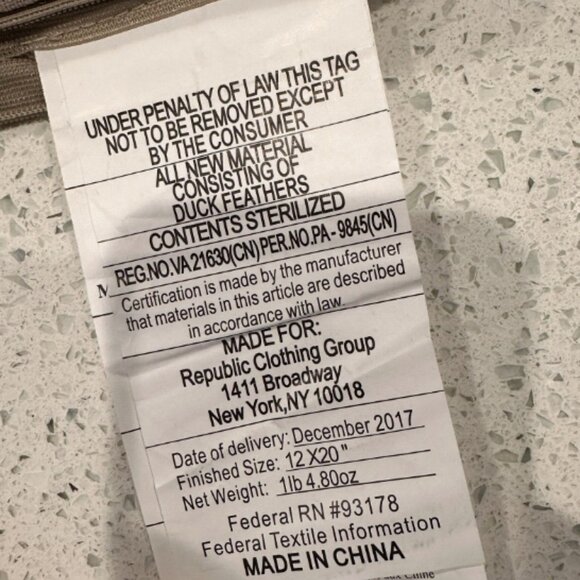 UNDER PENALTY OF LAW THIS TAG
NOT TO BE REMOVED EXCEPT
BY THE CONSUMER
ALL NEW MATERIAL
CONSISTING OF
DUCK FEATHERS
CONTENTS STERILIZED
REG.NO.VA 21630(CN) PER.NO.PA - 9845(CN)
M
Certification is made by the manufacturer
that materials in this article are described
in accordance with law.
MADE FOR:
Republic Clothing Group
1411 Broadway
New York,NY 10018
Date of delivery: December 2017
Finished Size: 12 X20"
Net Weight: 1lb 4.80oz
Federal RN #93178
Federal Textile Information
MADE IN CHINA